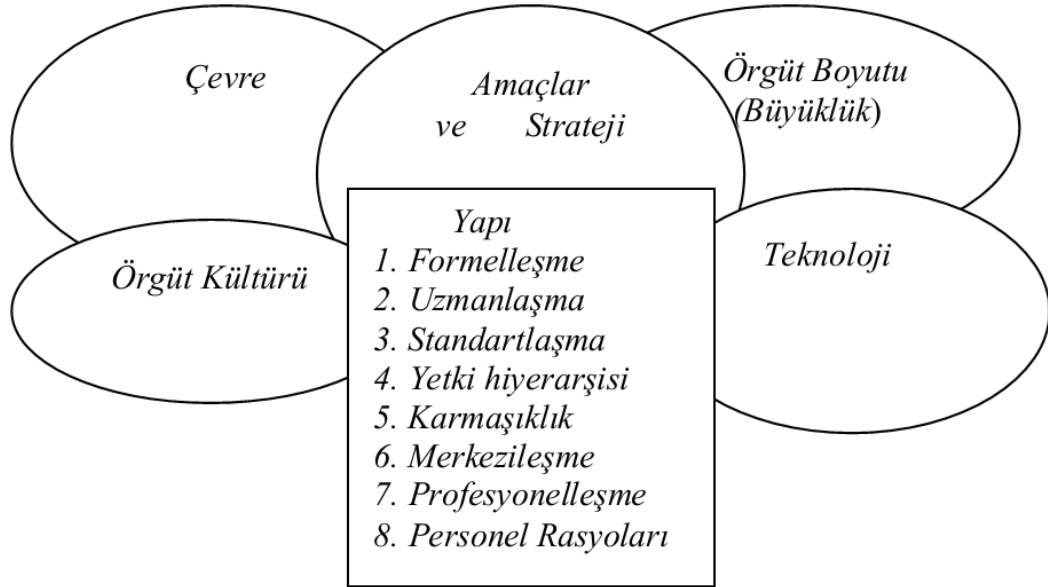 Çevre
Amaçlar
ve Strateji
Örgüt Boyutu
(Büyüklük)
Örgüt Kültürü
Teknoloji
Yapı
1. Formelleşme
2. Uzmanlaşma
3. Standartlaşma
4. Yetki hiyerarşisi
5. Karmaşıklık
6. Merkezileşme
7. Profesyonelleşme
8. Personel Rasyoları